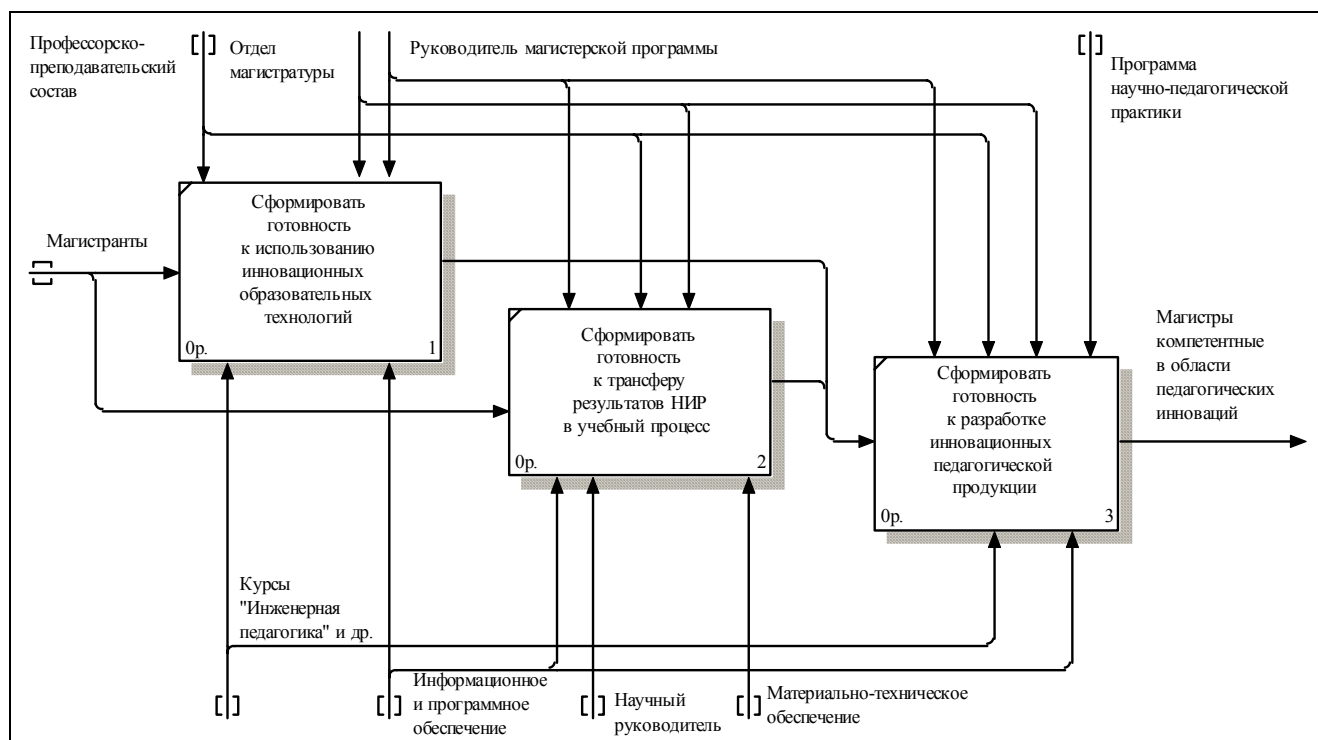 Профессорско-
преподавательский
состав
Отдел
магистратуры
Руководитель магистерской программы
Программа
научно-педагогической
практики
Магистранты
Сформировать
готовность
к использованию
инновационных
образовательных
технологий
0р.
1
Сформировать
готовность
к трансферу
результатов НИР
в учебный процесс
0р.
2
Сформировать
готовность
к разработке
инновационных
педагогической
продукции
0р.
3
Магистры
компетентные
в области
педагогических
инноваций
Курсы
"Инженерная
педагогика" и др.
Информационное
и программное
обеспечение
Научный
руководитель
Материально-техническое
обеспечение